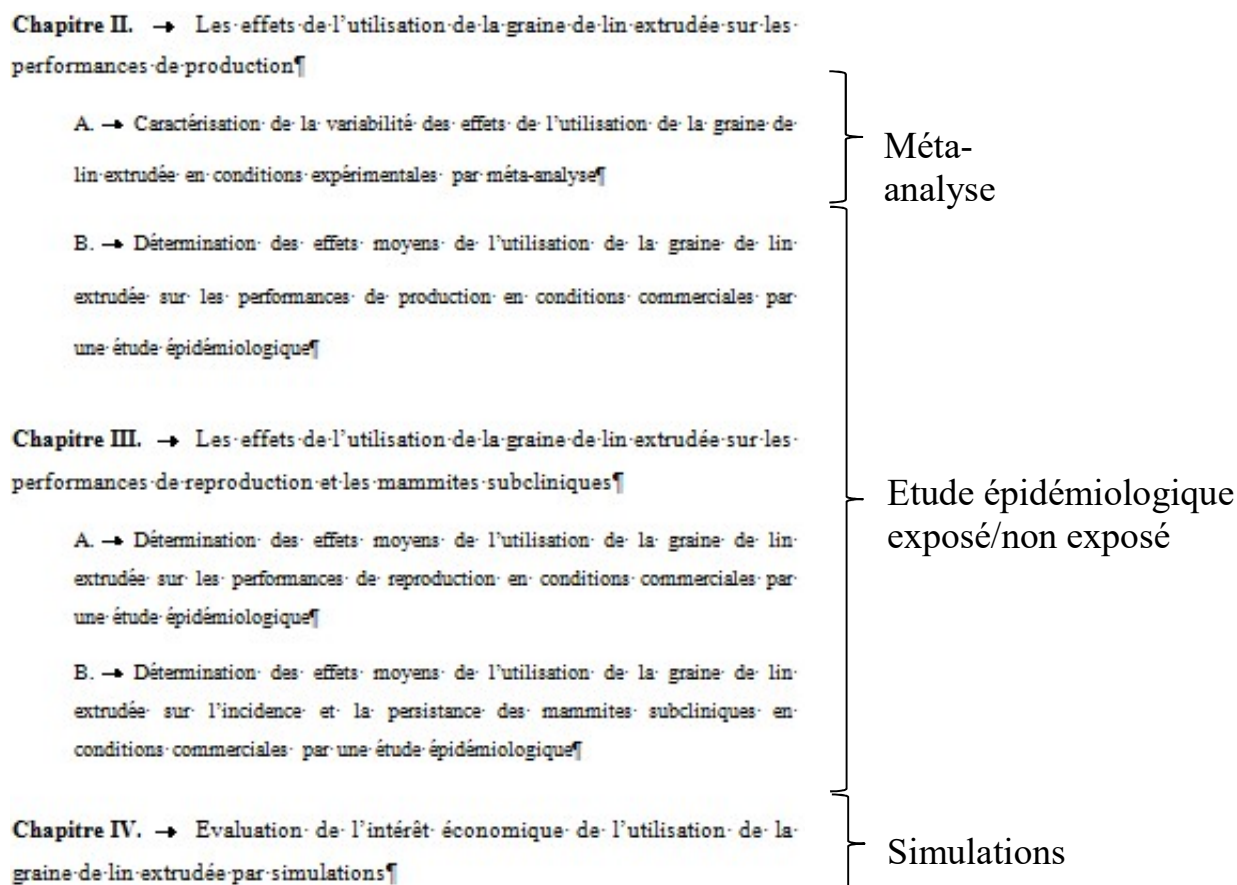 Chapitre II. → Les effets de l'utilisation de la graine de lin extrudée sur les
performances de production¶
A. → Caractérisation de la variabilité des effets de l'utilisation de la graine de
lin extrudée en conditions expérimentales par méta-analyse¶
Méta-
analyse
B. → Détermination des effets moyens de l'utilisation de la graine de lin
extrudée sur les performances de production en conditions commerciales par
une étude épidémiologique¶
Chapitre III. → Les effets de l'utilisation de la graine de lin extrudée sur les
performances de reproduction et les mammites subcliniques¶
A. → Détermination des effets moyens de l'utilisation de la graine de lin
extrudée sur les performances de reproduction en conditions commerciales par
une étude épidémiologique¶
B. → Détermination des effets moyens de l'utilisation de la graine de lin
extrudée sur l'incidence et la persistance des mammites subcliniques en
conditions commerciales par une étude épidémiologique¶
Etude épidémiologique
exposé/non exposé
Chapitre IV. → Evaluation de l'intérêt économique de l'utilisation de la
graine de lin extrudée par simulations¶
Simulations